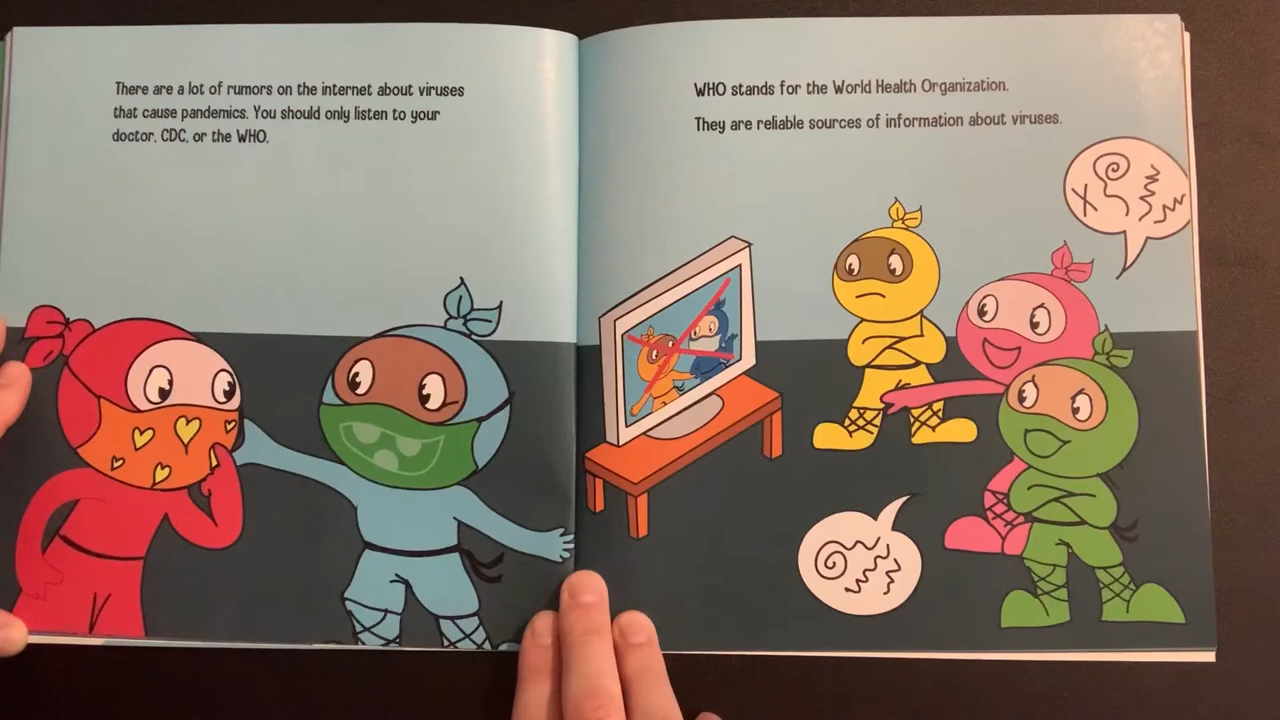 There are a lot of rumors on the internet about viruses
that cause pandemics. You should only listen to your
doctor, CDC, or the WHO.
WHO stands for the World Health Organization.
They are reliable sources of information about viruses.